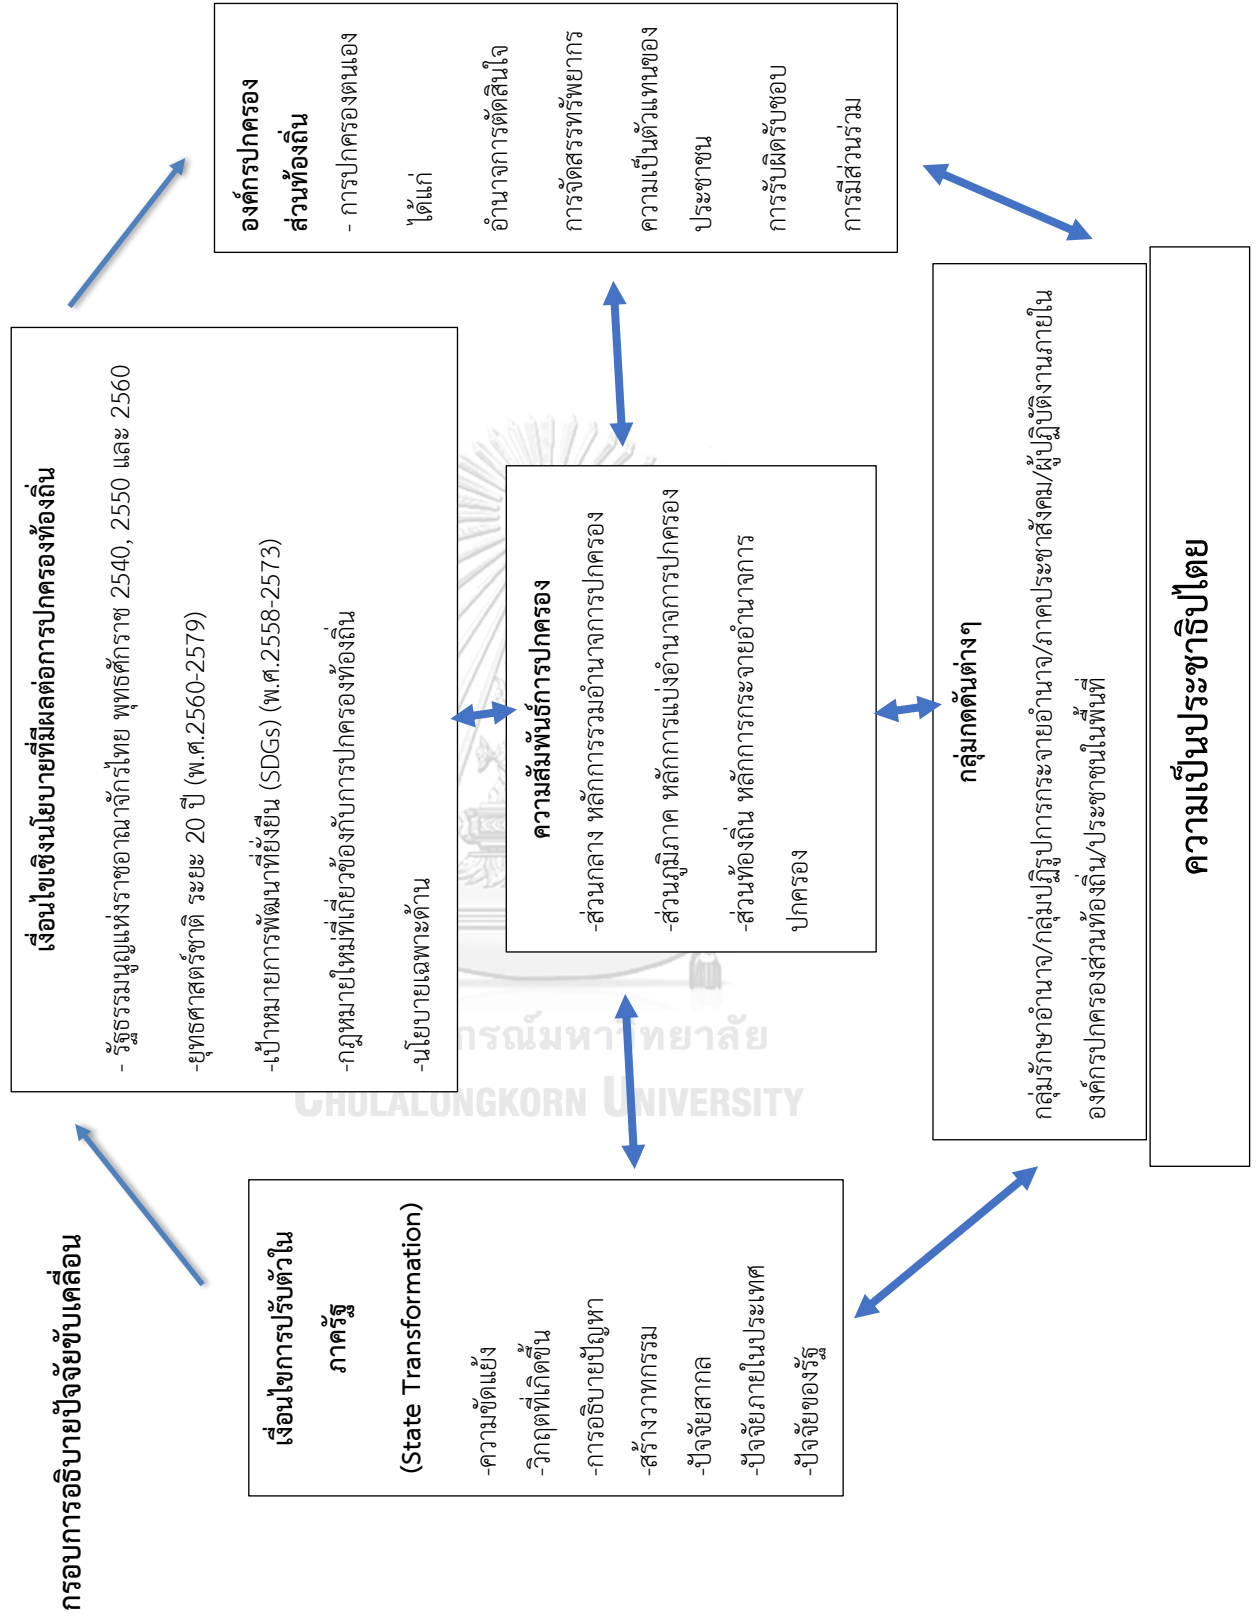 กรอบการอธิบายปัจจัยขับเคลื่อน
เงื่อนไขเชิงนโยบายที่มีผลต่อการปกครองท้องถิ่น
- รัฐธรรมนูญแห่งราชอาณาจักรไทย พุทธศักราช 2540, 2550 และ 2560
-ยุทธศาสตร์ชาติ ระยะ 20 ปี (พ.ศ.2560-2579)
-เป้าหมายการพัฒนาที่ยั่งยืน (SDGs) (พ.ศ.2558-2573)
-กฎหมายใหม่ที่เกี่ยวข้องกับการปกครองท้องถิ่น
-นโยบายเฉพาะด้าน
เงื่อนไขการปรับตัวใน
ภาครัฐ
(State Transformation)
-ความขัดแย้ง
-วิกฤตที่เกิดขึ้น
-การอธิบายปัญหา
-สร้างวาทกรรม
-ปัจจัยสากล
-ปัจจัยภายในประเทศ
-ปัจจัยของรัฐ
ความสัมพันธ์การปกครอง
-ส่วนกลาง หลักการรวมอำนาจการปกครอง
-ส่วนภูมิภาค หลักการแบ่งอำนาจการปกครอง
-ส่วนท้องถิ่น หลักการกระจายอำนาจการ
ปกครอง
องค์กรปกครอง
ส่วนท้องถิ่น
- การปกครองตนเอง
ได้แก่
อำนาจการตัดสินใจ
การจัดสรรทรัพยากร
ความเป็นตัวแทนของ
ประชาชน
การรับผิดรับชอบ
การมีส่วนร่วม
กลุ่มกดดันต่างๆ
กลุ่มรักษาอำนาจ/กลุ่มปฏิรูปการกระจายอำนาจ/ภาคประชาสังคม/ผู้ปฏิบัติงานภายใน
องค์กรปกครองส่วนท้องถิ่น/ประชาชนในพื้นที่
ความเป็นประชาธิปไตย
กรณ์มหาวิทยาลัย
CHULALONGKORN UNIVERSITY